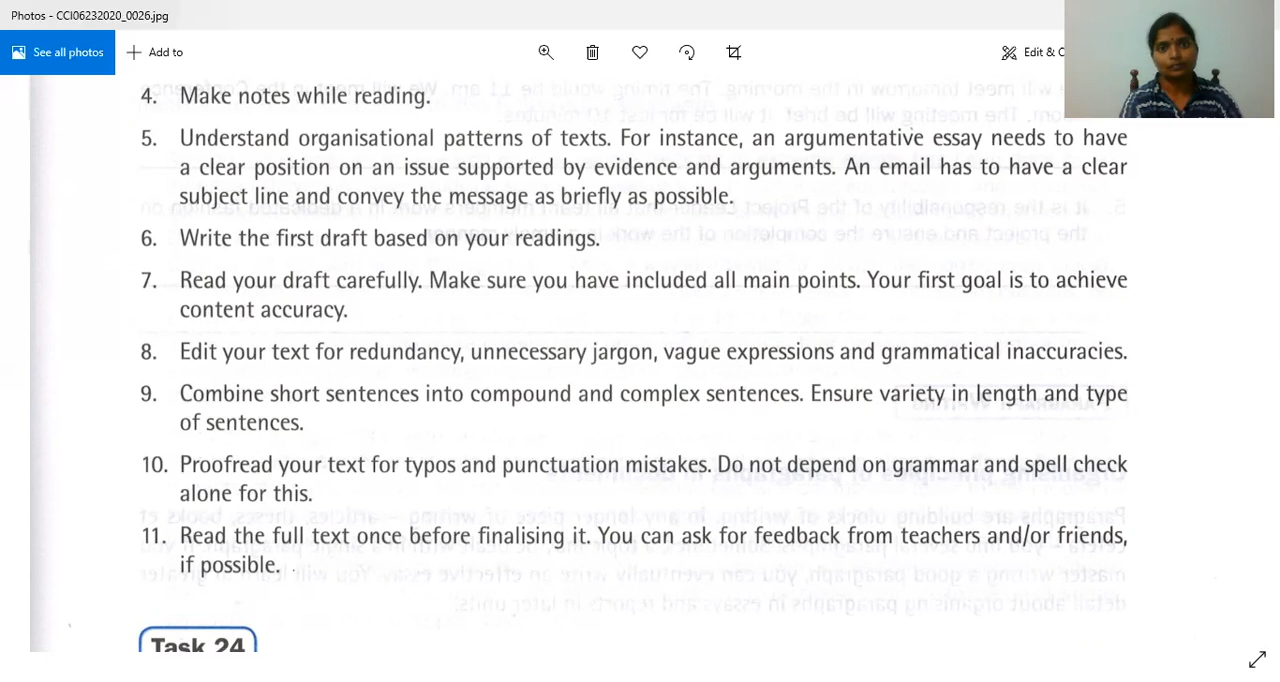 Photos - CCI06232020_0026.jpg
See all photos
Add to
Edit & C
4. Make notes while reading.
5. Understand organisational patterns of texts. For instance, an argumentative essay needs to have
a clear position on an issue supported by evidence and arguments. An email has to have a clear
subject line and convey the message as briefly as possible.
6. Write the first draft based on your readings.
7. Read your draft carefully. Make sure you have included all main points. Your first goal is to achieve
content accuracy.
8. Edit your text for redundancy, unnecessary jargon, vague expressions and grammatical inaccuracies.
9. Combine short sentences into compound and complex sentences. Ensure variety in length and type
of sentences.
10. Proofread your text for typos and punctuation mistakes. Do not depend on grammar and spell check
alone for this.
11. Read the full text once before finalising it. You can ask for feedback from teachers and/or friends,
if possible.
Task 24